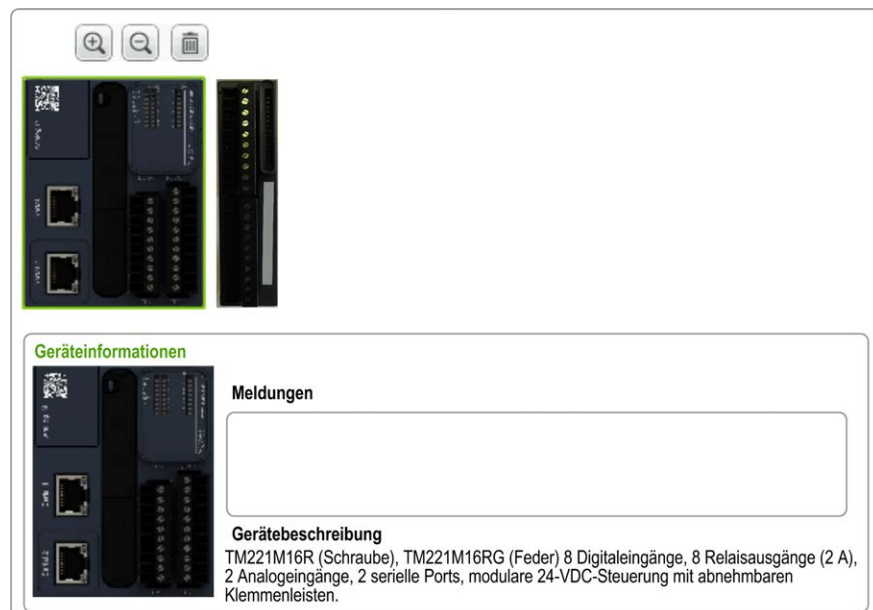 Geräteinformationen
Meldungen
Gerätebeschreibung
TM221M16R (Schraube), TM221M16RG (Feder) 8 Digitaleingänge, 8 Relaisausgänge (2 A),
2 Analogeingänge, 2 serielle Ports, modulare 24-VDC-Steuerung mit abnehmbaren
Klemmenleisten.